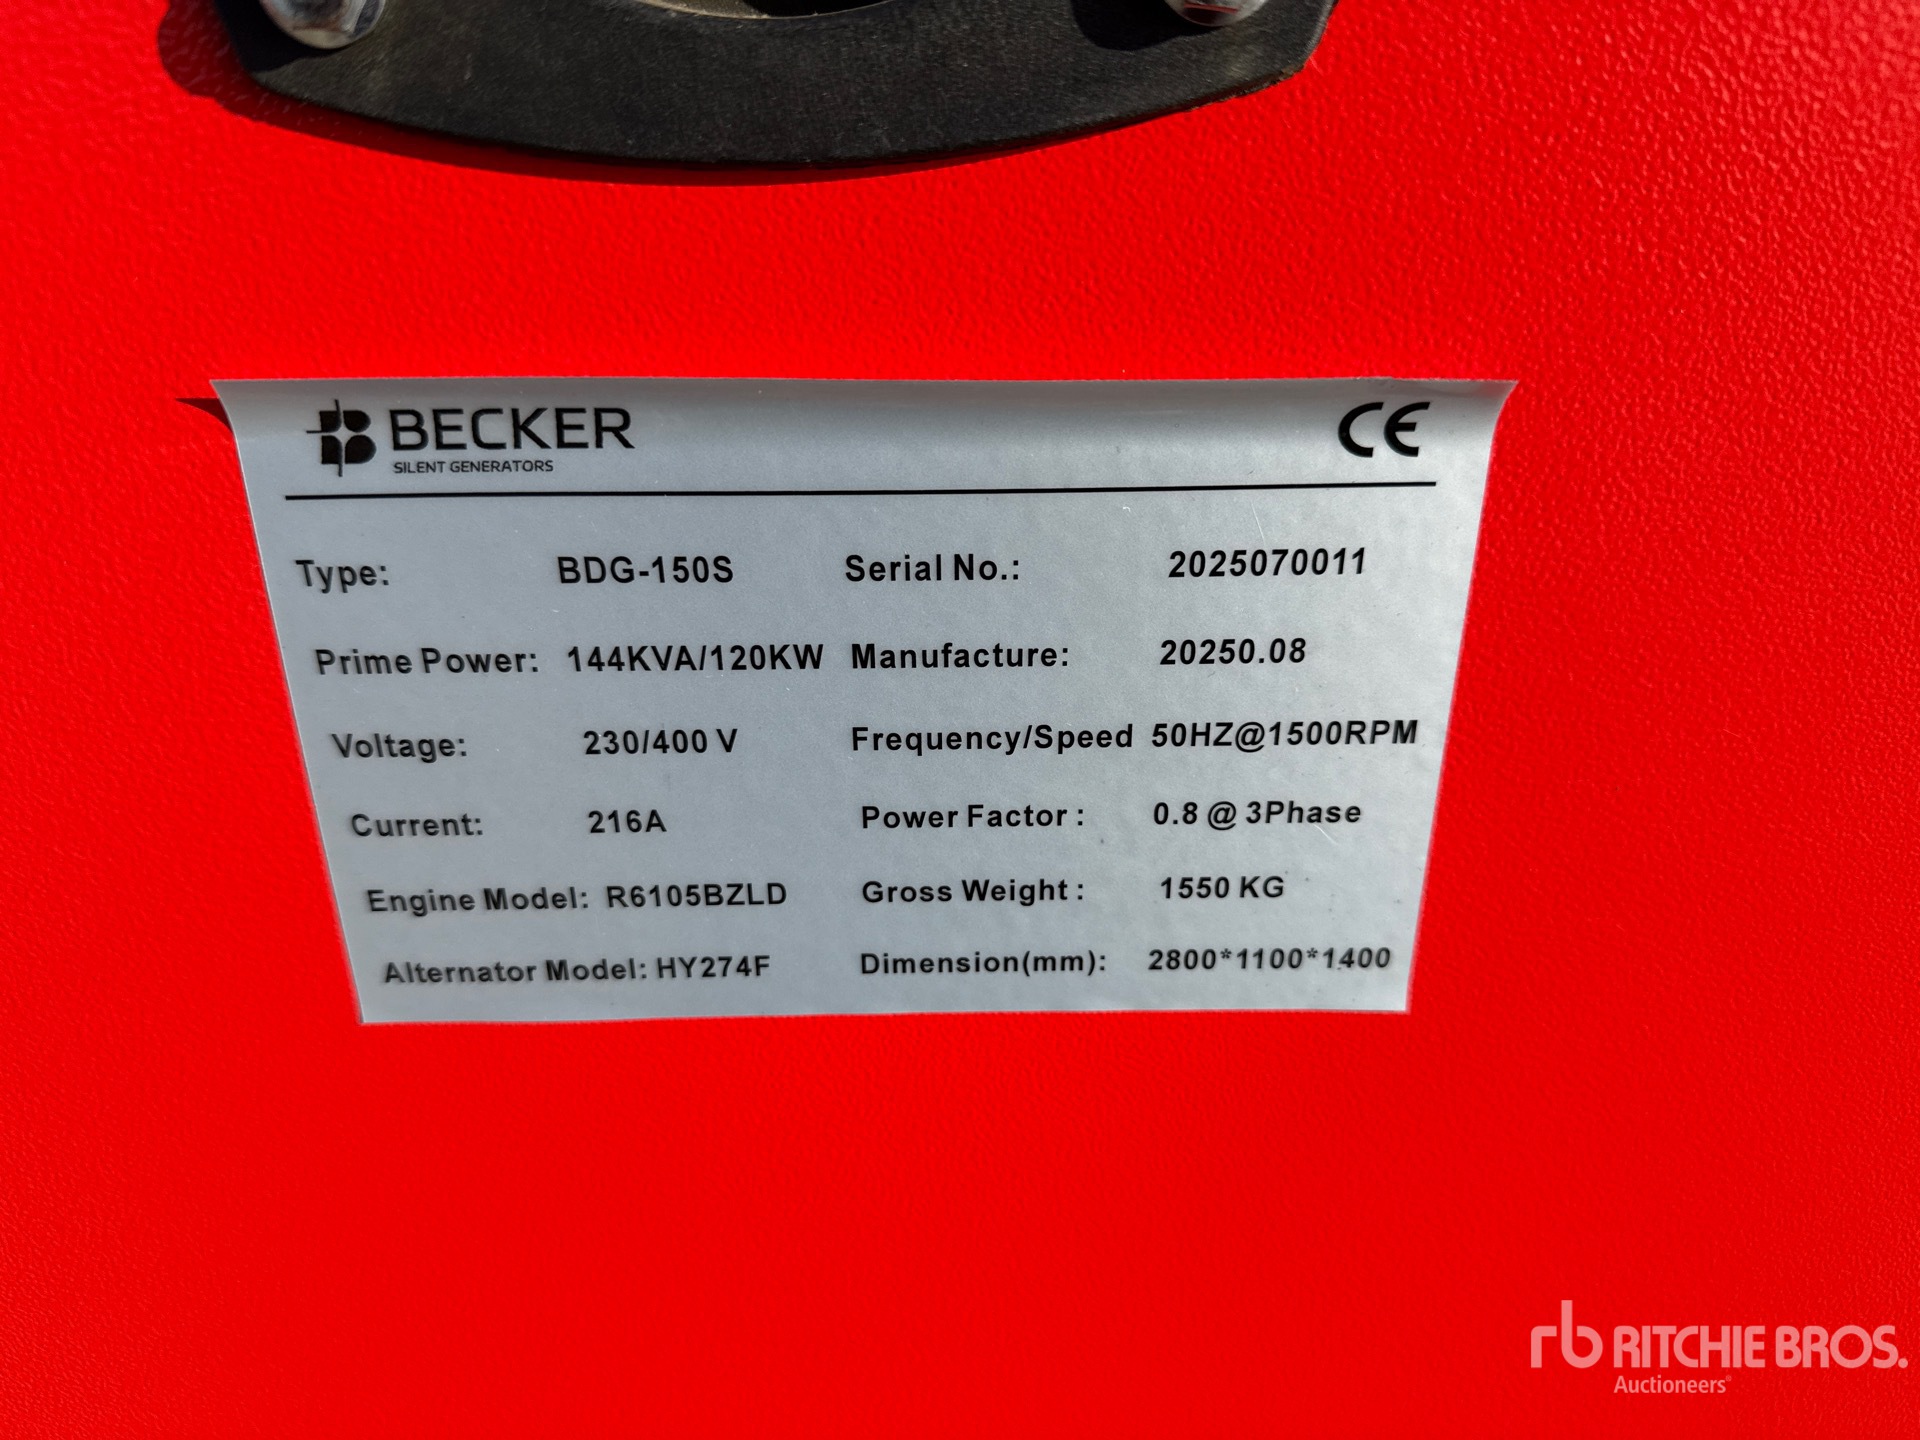 BECKER
SILENT GENERATORS
CE
Type: BDG-150S Serial No.: 2025070011
Prime Power: 144KVA/120KW Manufacture: 20250.08
Voltage: 230/400 V Frequency/Speed 50HZ@1500RPM
Current: 216A Power Factor : 0.8 @ 3Phase
Engine Model: R6105BZLD Gross Weight : 1550 KG
Alternator Model: HY274F Dimension(mm): 2800*1100*1400
rb RITCHIE BROS.
Auctioneers®